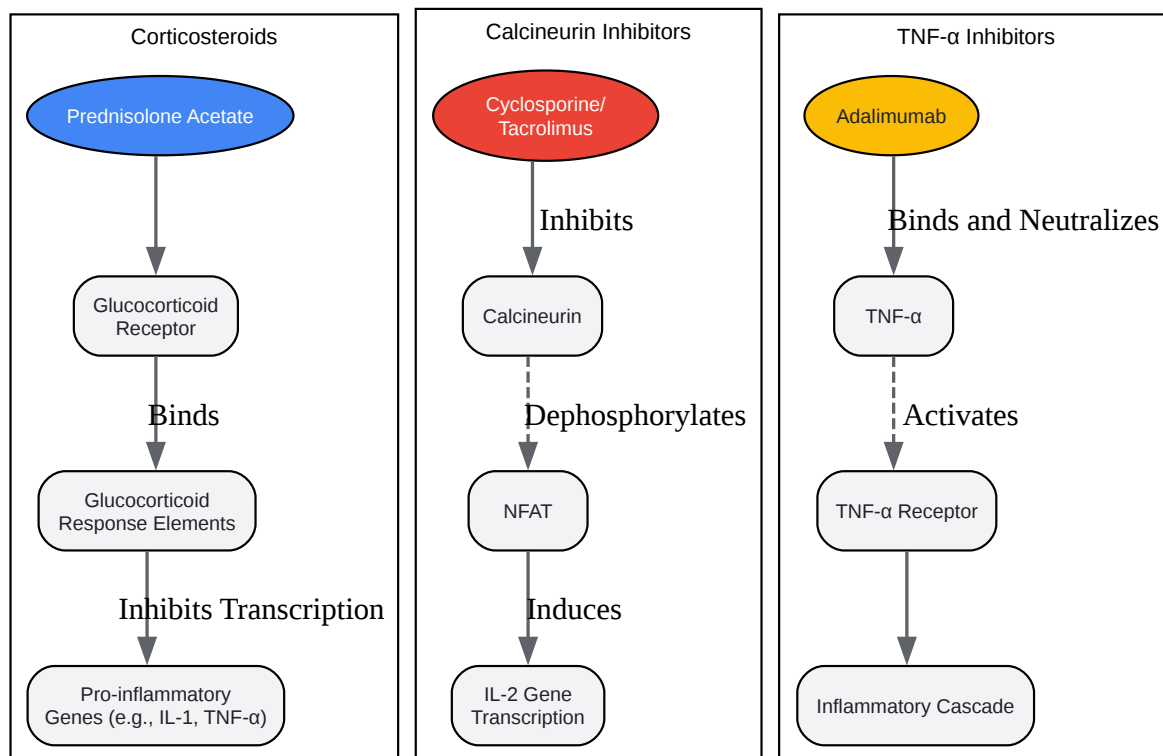 Corticosteroids
Prednisolone Acetate
Glucocorticoid
Receptor
Binds
Glucocorticoid
Response Elements
Inhibits Transcription
Pro-inflammatory
Genes (e.g., IL-1, TNF-α)
Calcineurin Inhibitors
Cyclosporine/
Tacrolimus
Inhibits
Calcineurin
Dephosphorylates
NFAT
Induces
IL-2 Gene
Transcription
TNF-α Inhibitors
Adalimumab
Binds and Neutralizes
TNF-α
Activates
TNF-α Receptor
Inflammatory Cascade